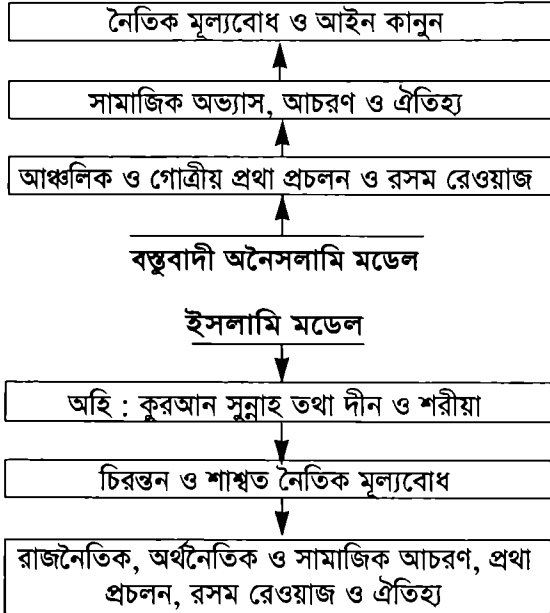 নৈতিক মূল্যবোধ ও আইন কানুন
সামাজিক অভ্যাস, আচরণ ও ঐতিহ্য
আঞ্চলিক ও গোত্রীয় প্রথা প্রচলন ও রসম রেওয়াজ
বস্তুবাদী অনৈসলামি মডেল
ইসলামি মডেল
অহি : কুরআন সুন্নাহ তথা দীন ও শরীয়া
চিরন্তন ও শাশ্বত নৈতিক মূল্যবোধ
রাজনৈতিক, অর্থনৈতিক ও সামাজিক আচরণ, প্রথা
প্রচলন, রসম রেওয়াজ ও ঐতিহ্য